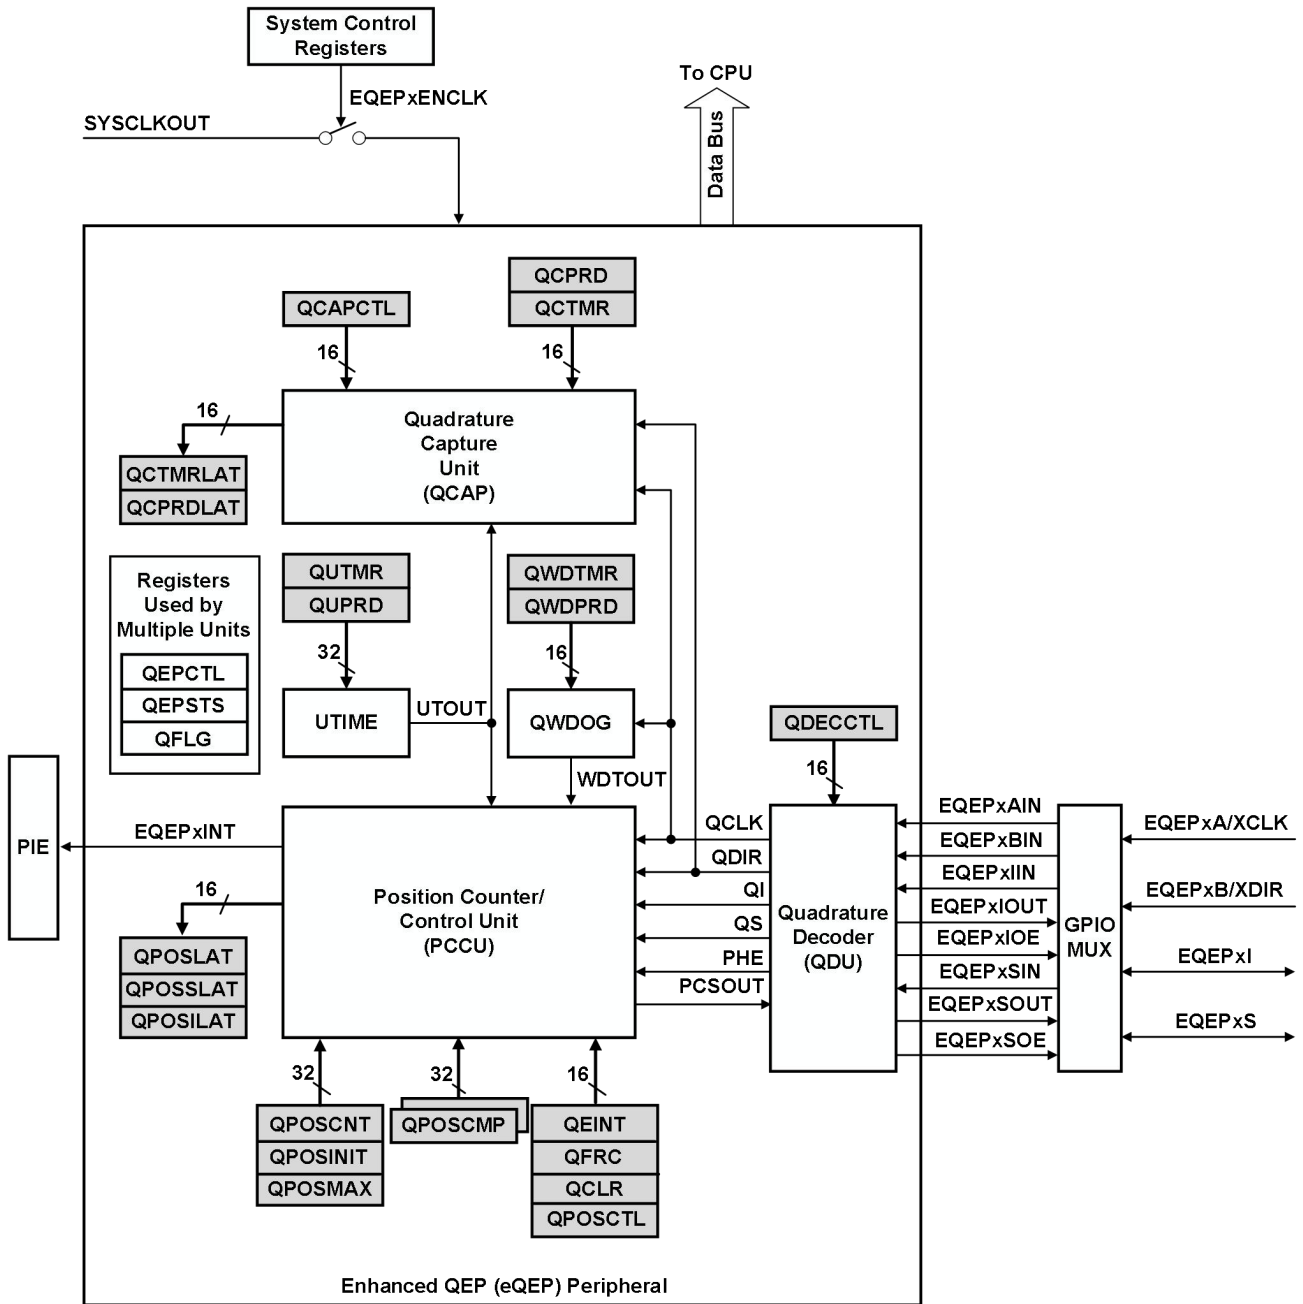 System Control
Registers
To CPU
EQEPxENCLK
SYSCLKOUT
Data Bus
QCPRD
QCAPCTL
QCTMR
16
16
16
Quadrature
Capture
Unit
(QCAP)
QCTMRLAT
QCPRDLAT
Registers
Used by
Multiple Units
QEPCTL
QEPSTS
QFLG
QUTMR
QUPRD
QWDTMR
QWDPRD
32
16
UTIME
UTOUT
QWDOG
WDTOUT
QDECCTL
16
PIE
EQEPxINT
16
QPOSLAT
QPOSSLAT
QPOSILAT
Position Counter/
Control Unit
(PCCU)
QCLK
QDIR
QI
QS
PHE
PCSOUT
Quadrature
Decoder
(QDU)
EQEPxAIN
EQEPxBIN
EQEPxIIN
EQEPxIOUT
EQEPxIOE
EQEPxSIN
EQEPxSOUT
EQEPxSOE
GPIO
MUX
EQEPxA/XCLK
EQEPxB/XDIR
EQEPxI
EQEPxS
32
32
16
QPOSCNT
QPOSINIT
QPOSMAX
QPOSCMP
QEINT
QFRC
QCLR
QPOSCTL
Enhanced QEP (eQEP) Peripheral